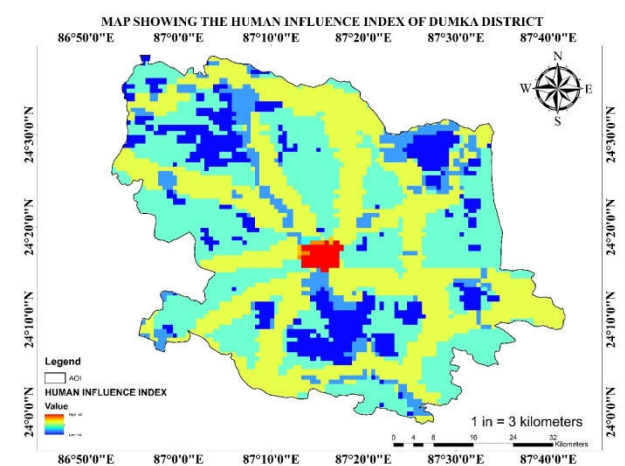 MAP SHOWING THE HUMAN INFLUENCE INDEX OF DUMKA DISTRICT
86°50'0"E 87°0'0"E 87°10'0"E 87°20'0"E 87°30'0"E 87°40'0"E
N
W E
S
24°30'0"N 24°30'0"N
24°20'0"N 24°20'0"N
24°10'0"N 24°10'0"N
24°0'0"N 24°0'0"N
Legend
AOI
HUMAN INFLUENCE INDEX
Value
1 in = 3 kilometers
0 4 8 16 24 32
Kilometers
86°50'0"E 87°0'0"E 87°10'0"E 87°20'0"E 87°30'0"E 87°40'0"E